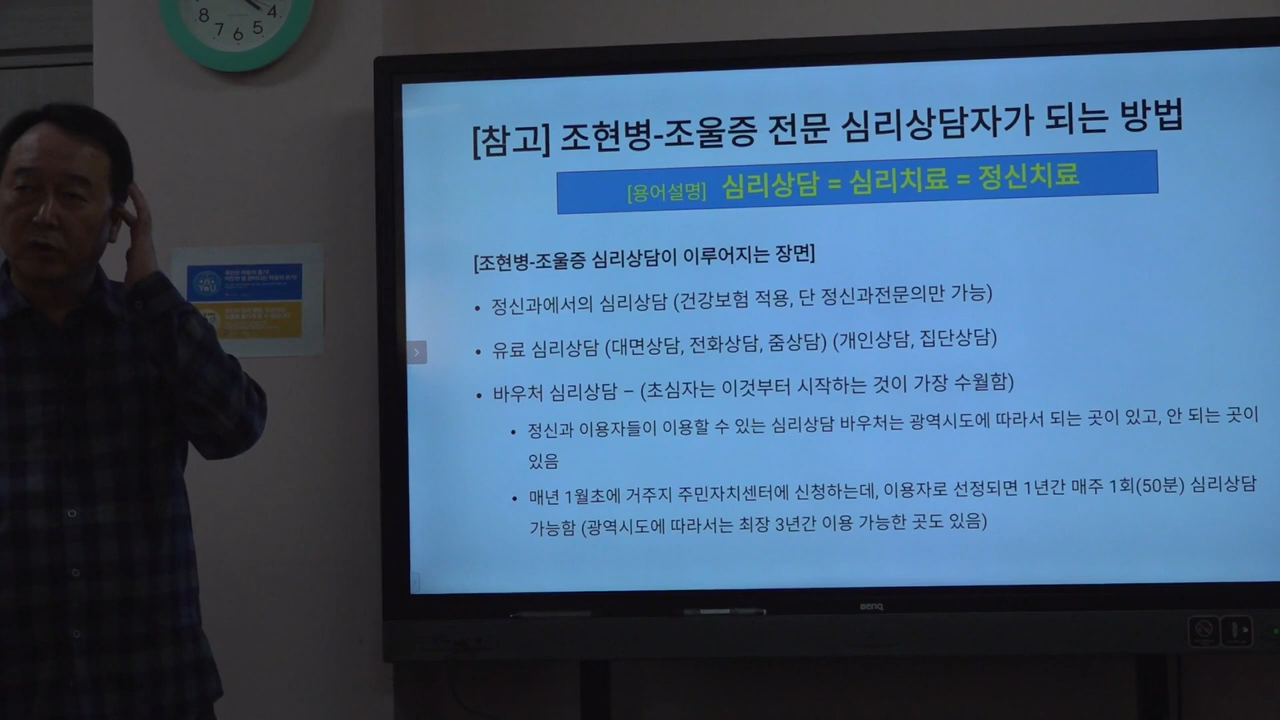 8
7
6
5
4
[참고] 조현병-조울증 전문 심리상담자가 되는 방법
[용어설명] 심리상담 = 심리치료 = 정신치료
[조현병-조울증 심리상담이 이루어지는 장면]
• 정신과에서의 심리상담 (건강보험 적용, 단 정신과전문의만 가능)
• 유료 심리상담 (대면상담, 전화상담, 줌상담) (개인상담, 집단상담)
• 바우처 심리상담 – (초심자는 이것부터 시작하는 것이 가장 수월함)
• 정신과 이용자들이 이용할 수 있는 심리상담 바우처는 광역시도에 따라서 되는 곳이 있고, 안 되는 곳이
있음
• 매년 1월초에 거주지 주민자치센터에 신청하는데, 이용자로 선정되면 1년간 매주 1회(50분) 심리상담
가능함 (광역시도에 따라서는 최장 3년간 이용 가능한 곳도 있음)
BenQ